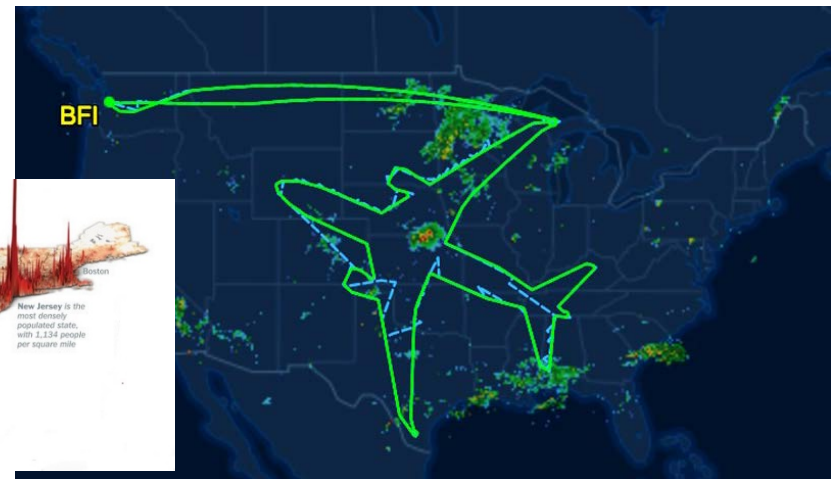 BFI
Boston
New Jersey is the
most densely
populated state,
with 1,134 people
per square mile